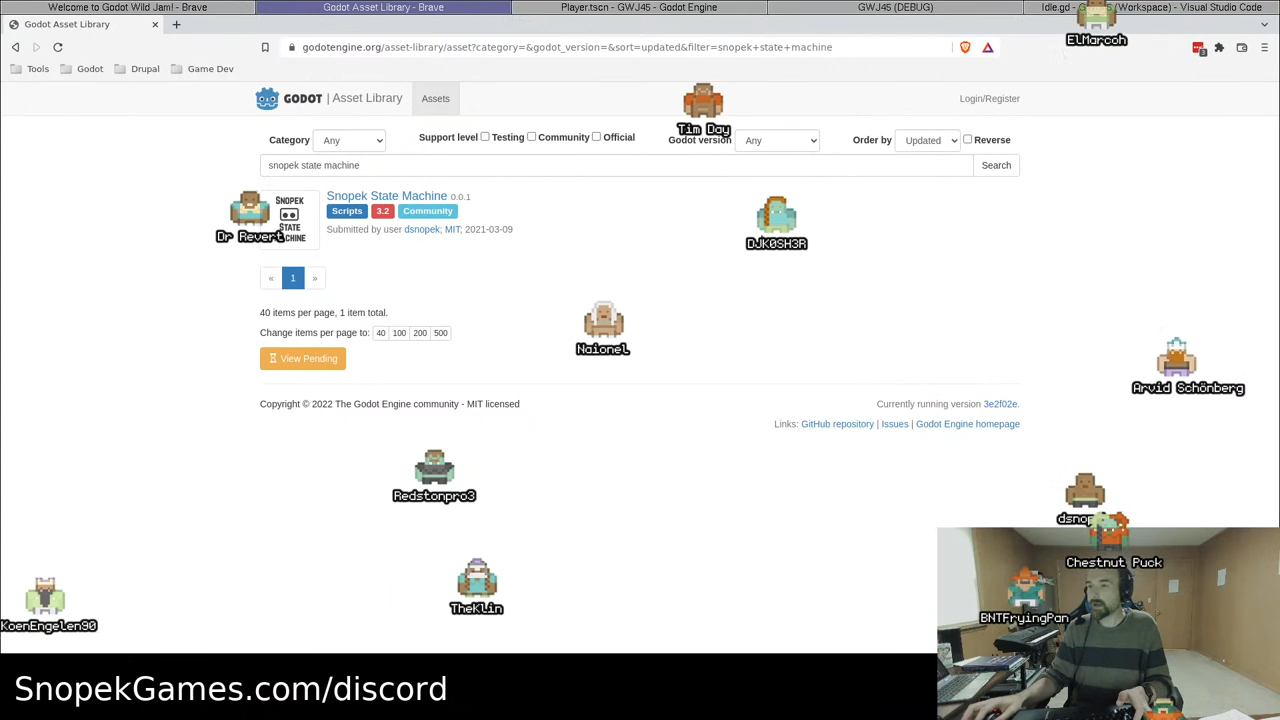 Welcome to Godot Wild Jam! - Brave
Godot Asset Library - Brave
Player.tscn - GWJ45 - Godot Engine
GWJ45 (DEBUG)
Idle.gd - (Workspace) - Visual Studio Code
Godot Asset Library
ElMarcoh
godotengine.org/asset-library/asset?category=&godot_version=&sort=updated&filter=snopek+state+machine
Tools
Godot
Drupal
Game Dev
GODOT | Asset Library
Assets
Login/Register
Tim Day
Category
Any
Support level
Testing
Community
Official
Godot version
Any
Order by
Updated
Reverse
snopek state machine
Search
SNOPEK
STATE
Snopek State Machine 0.0.1
Scripts
3.2
Community
Submitted by user dsnopek; MIT; 2021-03-09
Dr Revert
DJK0SH3R
«
1
»
40 items per page, 1 item total.
Change items per page to:
40
100
200
500
View Pending
Naionel
Arvid Schönberg
Copyright © 2022 The Godot Engine community - MIT licensed
Currently running version 3e2f02e.
Links: GitHub repository | Issues | Godot Engine homepage
Redstonpro3
Chestnut Puck
TheKlin
BNTFryingPan
KoenEngelen90
SnopekGames.com/discord